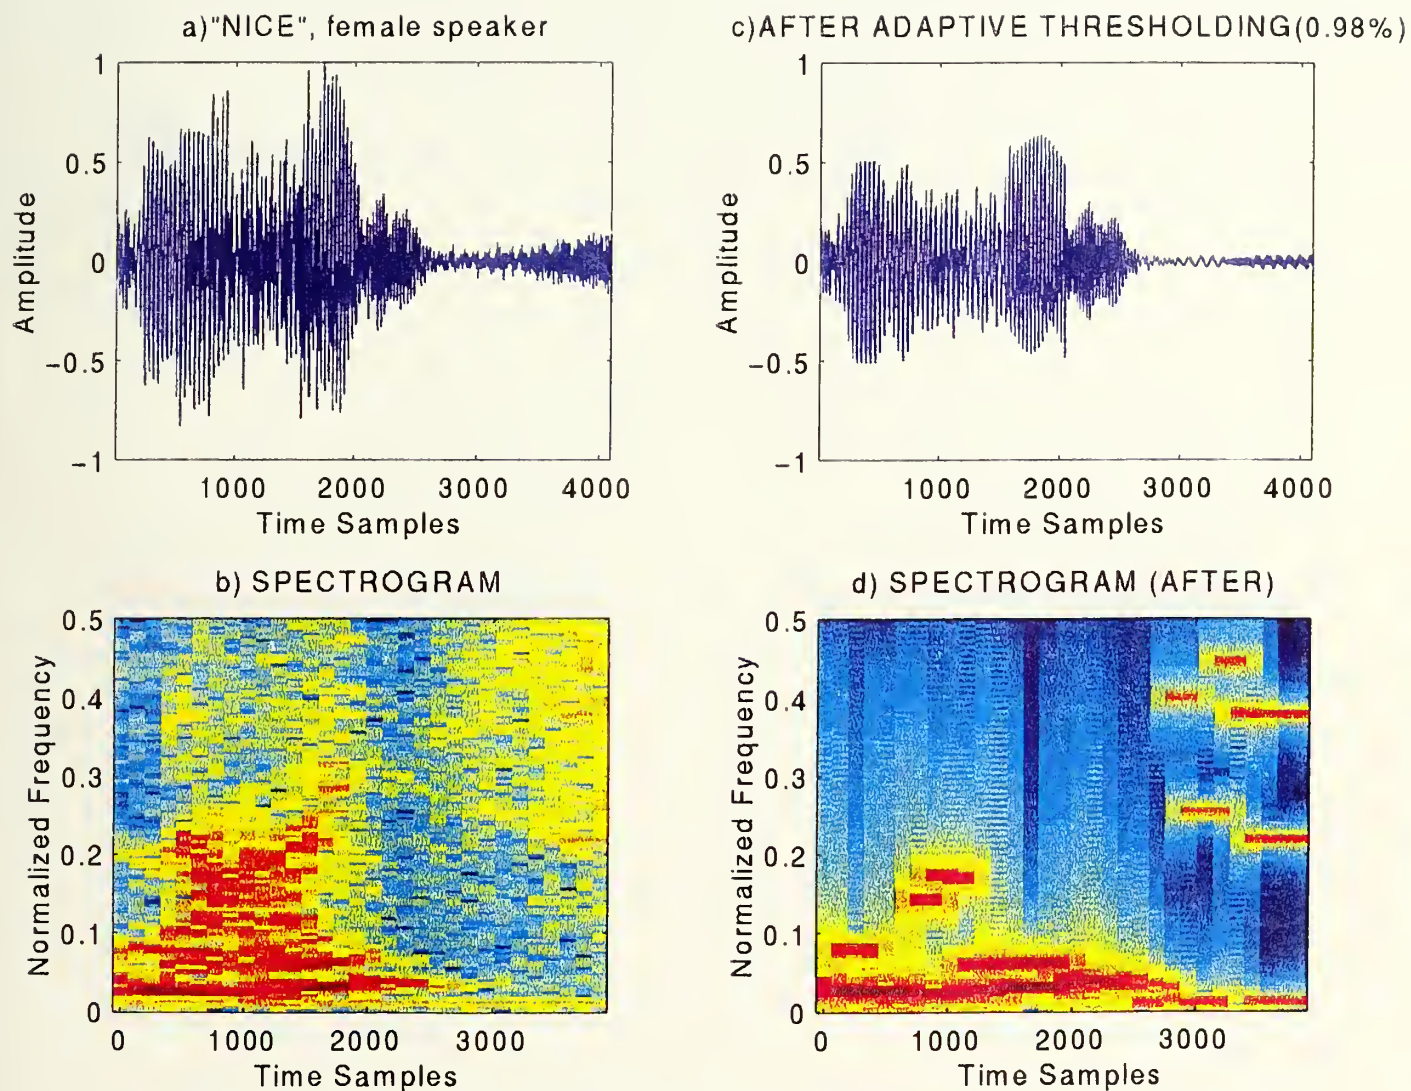 a)"NICE", female speaker
1
0.5
0
−0.5
−1
Amplitude
1000 2000 3000 4000
Time Samples
c)AFTER ADAPTIVE THRESHOLDING(0.98%)
1
0.5
0
−0.5
−1
Amplitude
1000 2000 3000 4000
Time Samples
b) SPECTROGRAM
0.5
0.4
0.3
0.2
0.1
0
Normalized Frequency
0 1000 2000 3000
Time Samples
d) SPECTROGRAM (AFTER)
0.5
0.4
0.3
0.2
0.1
0
Normalized Frequency
0 1000 2000 3000
Time Samples